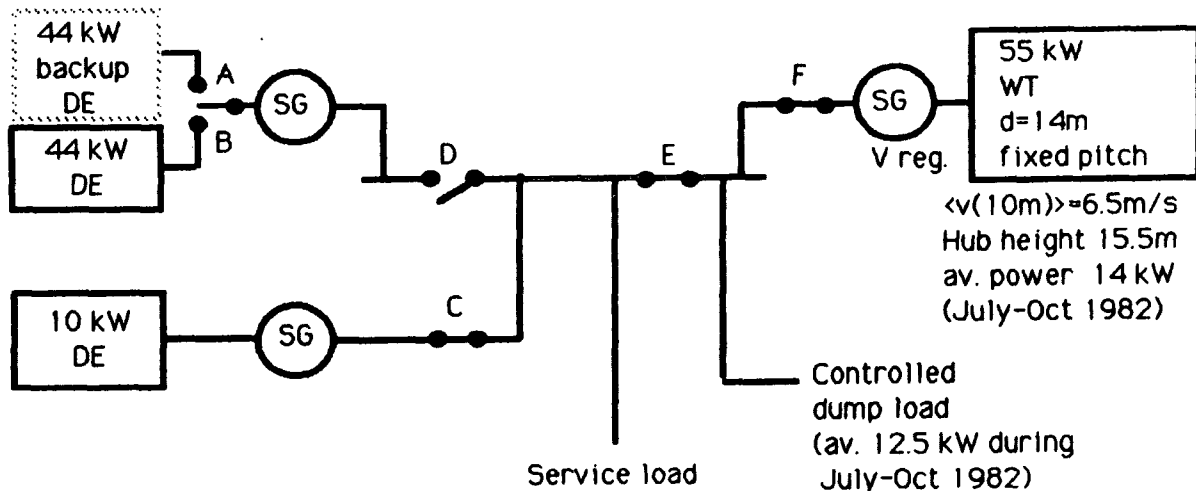 44 kW
backup
DE
A
SG
B
44 kW
DE
D
E
F
SG
V reg.
55 kW
WT
d=14m
fixed pitch
<v(10m)>=6.5m/s
Hub height 15.5m
av. power 14 kW
(July-Oct 1982)
10 kW
DE
SG
C
Service load
Controlled
dump load
(av. 12.5 kW during
July-Oct 1982)